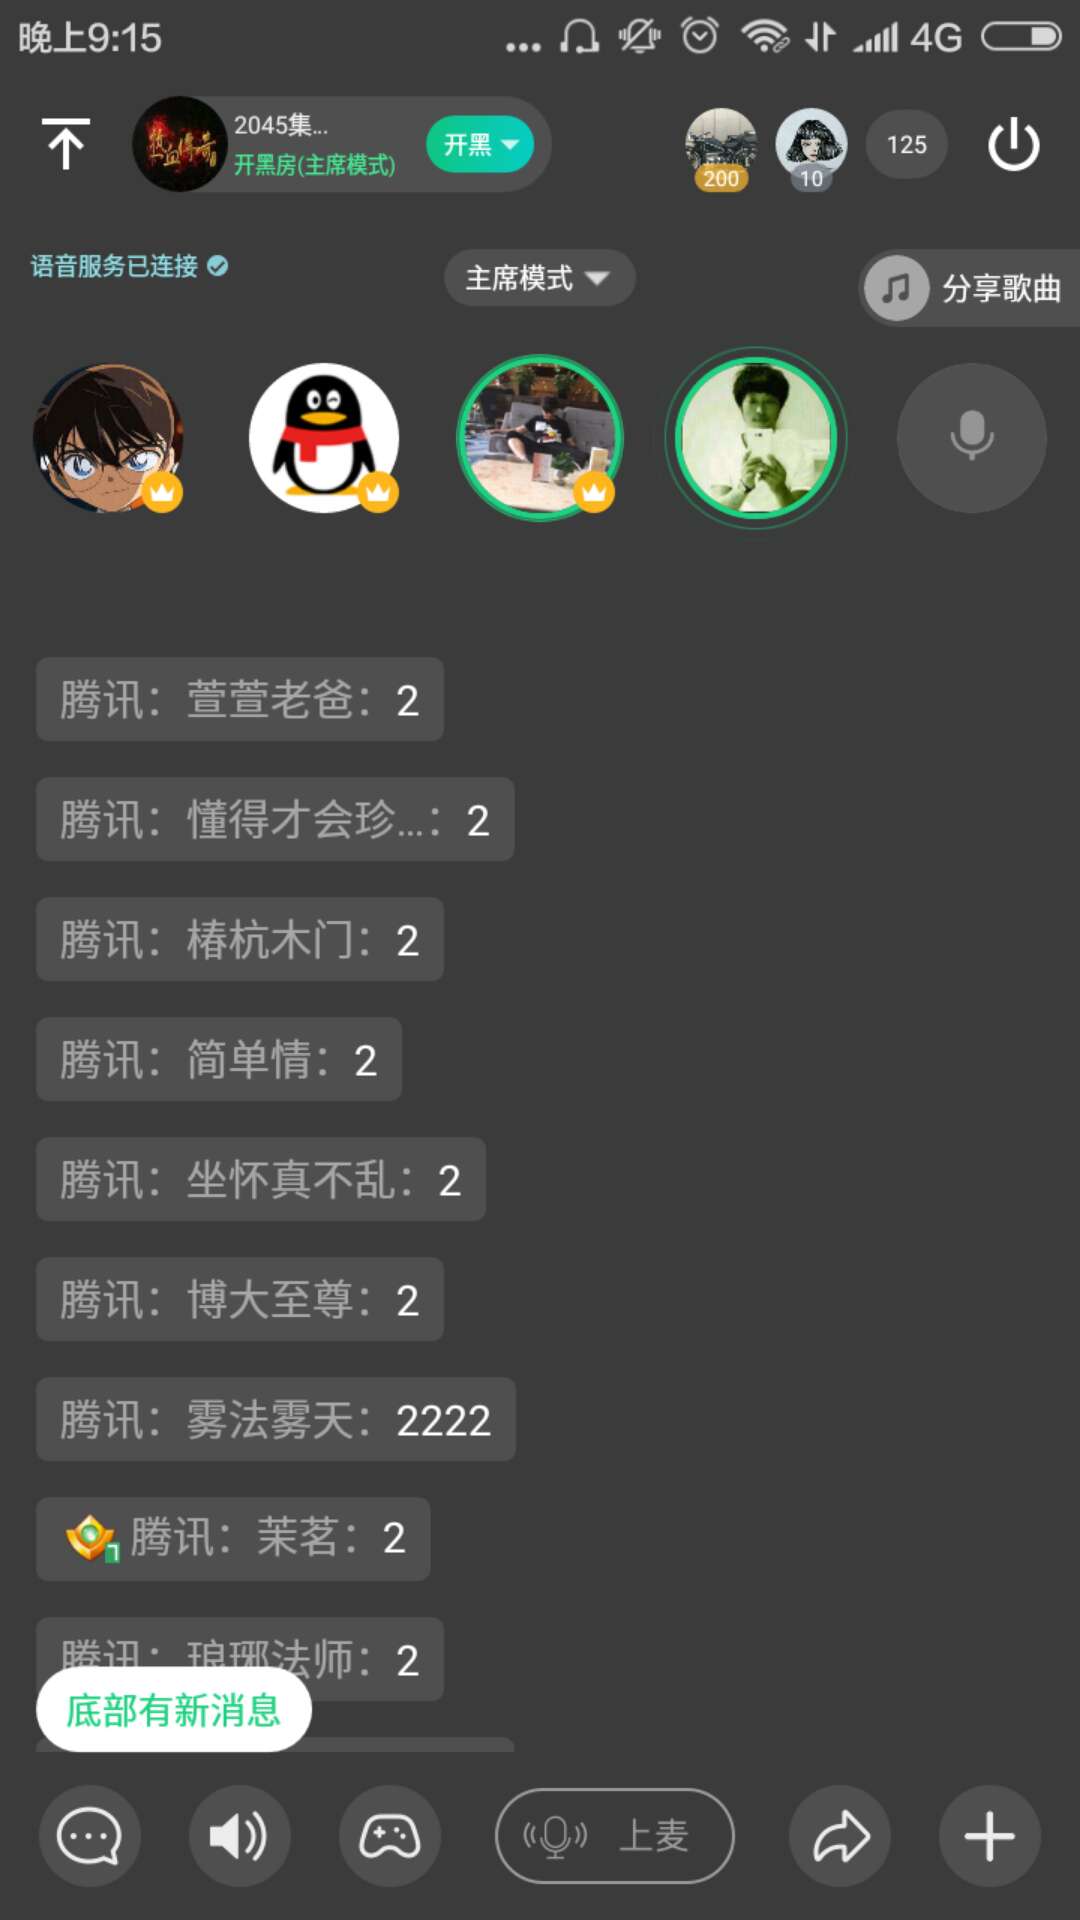 晚上9:15
4G
热血传奇
2045集...
开黑房(主席模式)
开黑
200
10
125
语音服务已连接
主席模式
分享歌曲
腾讯：萱萱老爸：2
腾讯：懂得才会珍...：2
腾讯：椿杭木门：2
腾讯：简单情：2
腾讯：坐怀真不乱：2
腾讯：博大至尊：2
腾讯：雾法雾天：2222
1 腾讯：茉茗：2
腾讯：琅琊法师：2
底部有新消息
上麦